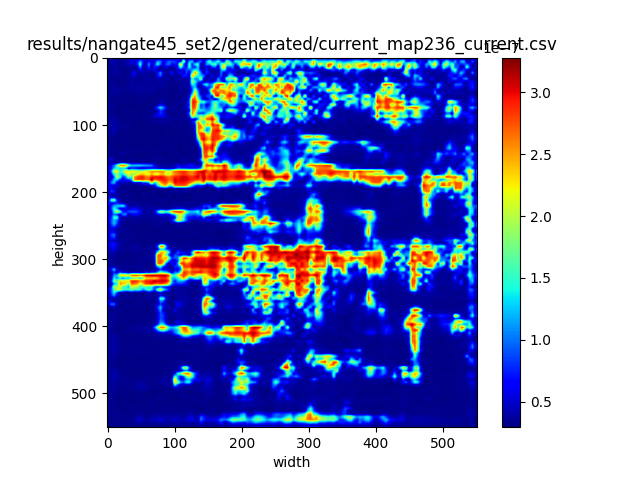 results/nangate45_set2/generated/current_map236_current.csv
1e−7
0
100
200
300
400
500
height
0 100 200 300 400 500
width
3.0
2.5
2.0
1.5
1.0
0.5